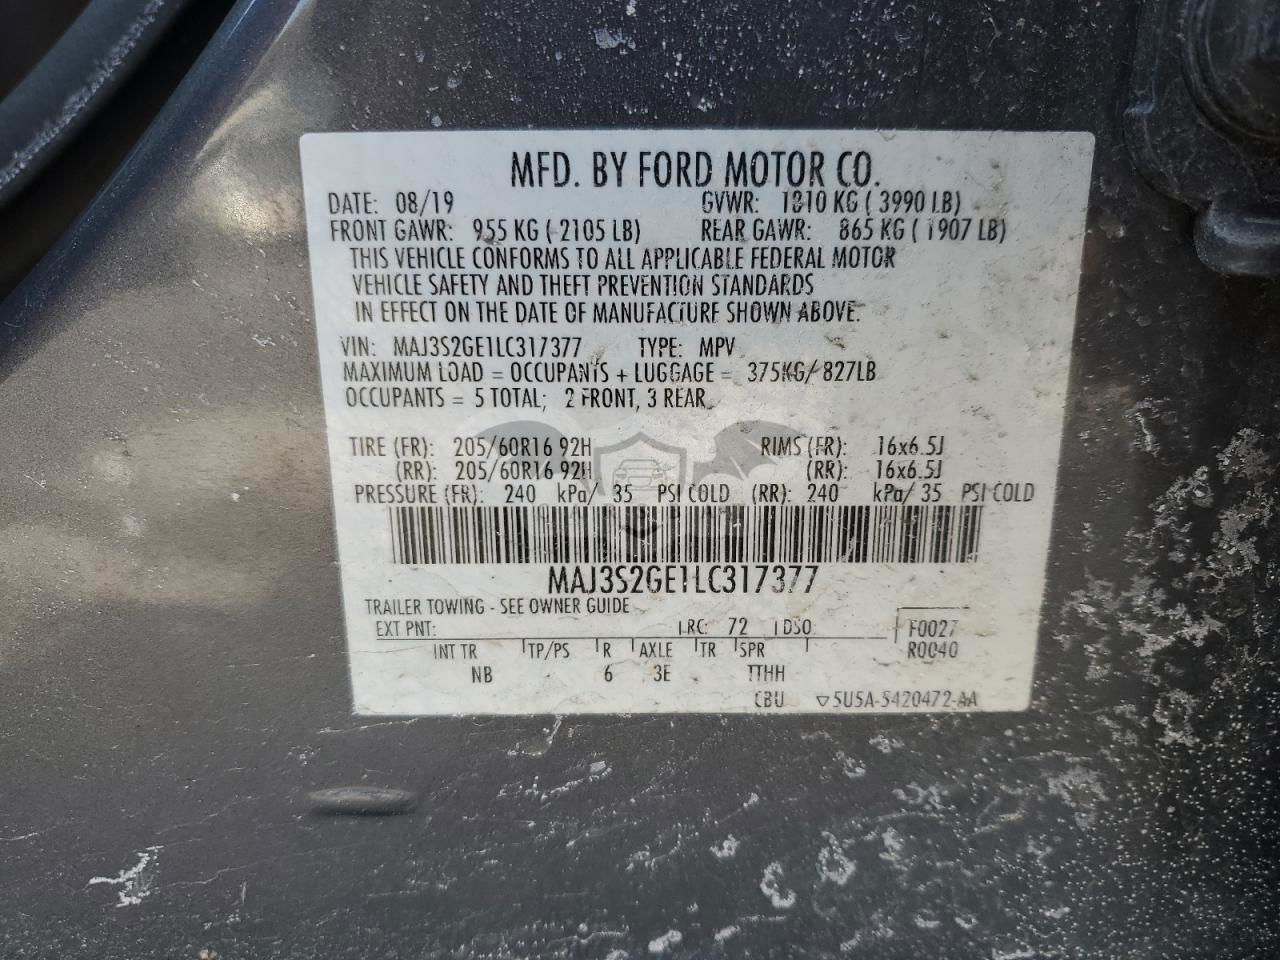 MFD. BY FORD MOTOR CO.
DATE: 08/19 GVWR: 1810 KG ( 3990 LB)
FRONT GAWR: 955 KG ( 2105 LB) REAR GAWR: 865 KG ( 1907 LB)
THIS VEHICLE CONFORMS TO ALL APPLICABLE FEDERAL MOTOR
VEHICLE SAFETY AND THEFT PREVENTION STANDARDS
IN EFFECT ON THE DATE OF MANUFACTURE SHOWN ABOVE.
VIN: MAJ3S2GE1LC317377 TYPE: MPV
MAXIMUM LOAD = OCCUPANTS + LUGGAGE = 375KG/ 827LB
OCCUPANTS = 5 TOTAL; 2 FRONT, 3 REAR
TIRE (FR): 205/60R16 92H RIMS (FR): 16x6.5J
(RR): 205/60R16 92H (RR): 16x6.5J
PRESSURE (FR): 240 kPa/ 35 PSI COLD (RR): 240 kPa/ 35 PSI COLD
MAJ3S2GE1LC317377
TRAILER TOWING - SEE OWNER GUIDE
EXT PNT: RC: 72 DSO: F0027
R0040
INT TR TP/PS R AXLE TR SPR
NB 6 3E TTHH
CBU 5U5A-5420472-AA